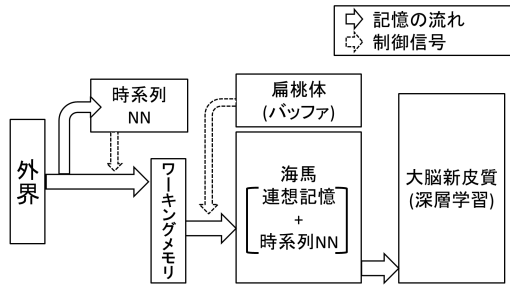 記憶の流れ
制御信号
時系列
NN
扁桃体
(バッファ)
外界
ワーキングメモリ
海馬
連想記憶
+
時系列NN
大脳新皮質
(深層学習)